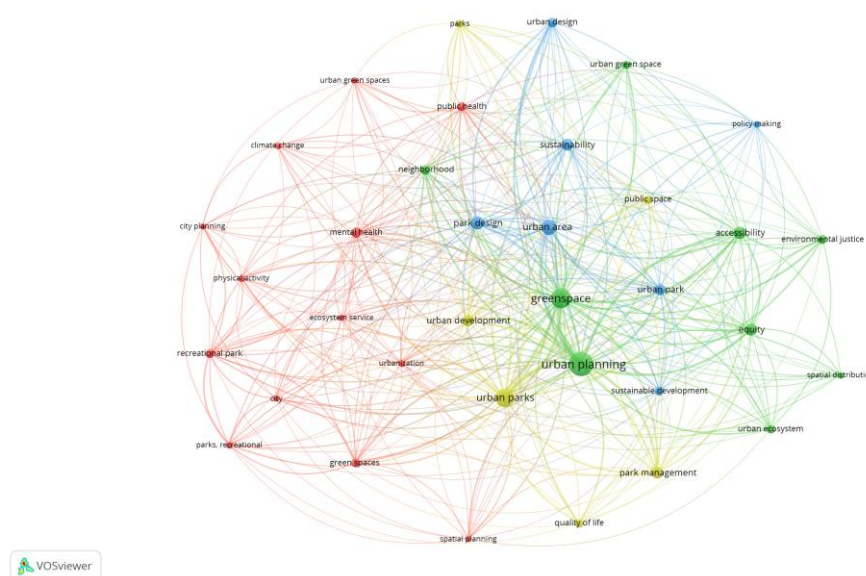 parks
urban design
urban green space
urban green spaces
public health
policy making
climate change
sustainability
neighborhood
public space
city planning
mental health
park design
urban area
accessibility
environmental justice
physical activity
urban park
greenspace
ecosystem service
urban development
equity
recreational park
urbanization
urban planning
spatial distributi
sustainable development
city
urban parks
urban ecosystem
parks, recreational
green spaces
park management
quality of life
spatial planning
VOSviewer